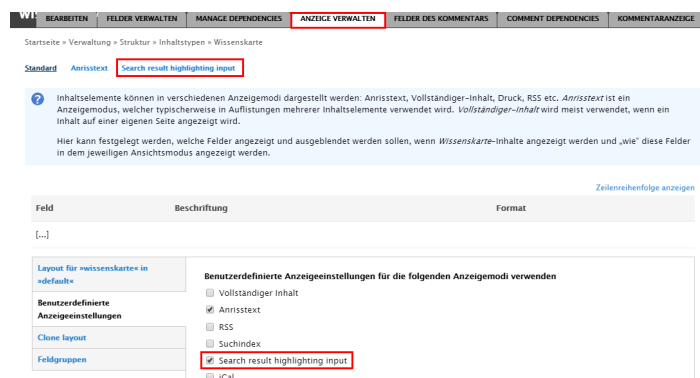 BEARBEITEN FELDER VERWALTEN MANAGE DEPENDENCIES ANZEIGE VERWALTEN FELDER DES KOMMENTARS COMMENT DEPENDENCIES KOMMENTARANZEIGE
Startseite » Verwaltung » Struktur » Inhaltstypen » Wissenskarte
Standard Anrisstext Search result highlighting input
Inhaltselemente können in verschiedenen Anzeigemodi dargestellt werden: Anrisstext, Vollständiger-Inhalt, Druck, RSS etc. Anrisstext ist ein
Anzeigemodus, welcher typischerweise in Auflistungen mehrerer Inhaltselemente verwendet wird. Vollständiger-Inhalt wird meist verwendet, wenn ein
Inhalt auf einer eigenen Seite angezeigt wird.
Hier kann festgelegt werden, welche Felder angezeigt und ausgeblendet werden sollen, wenn Wissenskarte-Inhalte angezeigt werden und „wie" diese Felder
in dem jeweiligen Ansichtsmodus angezeigt werden.
Zeilenreihenfolge anzeigen
Feld Beschriftung Format
[...]
Layout für »wissenskarte« in
»default«
Benutzerdefinierte
Anzeigeeinstellungen
Clone layout
Feldgruppen
Benutzerdefinierte Anzeigeeinstellungen für die folgenden Anzeigemodi verwenden
Vollständiger Inhalt
Anrisstext
RSS
Suchindex
Search result highlighting input
iCal